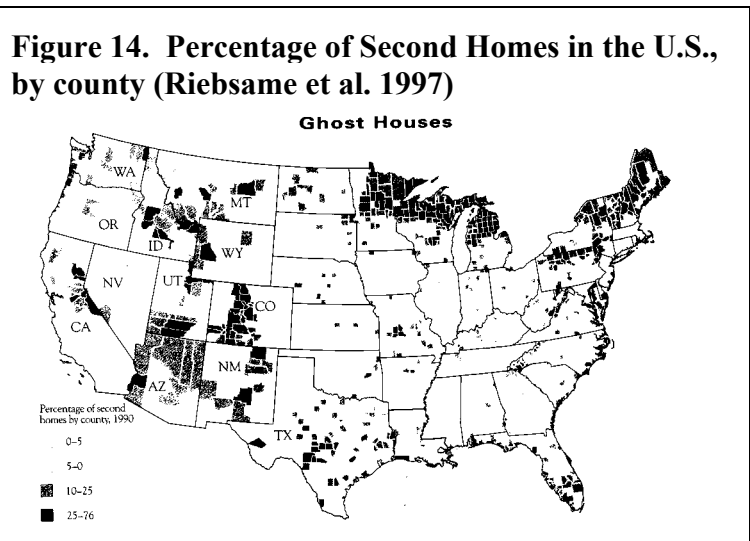 Figure 14. Percentage of Second Homes in the U.S.,
by county (Riebsame et al. 1997)
Ghost Houses
WA
MT
OR
ID
WY
NV
UT
CO
CA
AZ
NM
TX
Percentage of second
homes by county, 1990
0–5
5–0
10–25
25–76